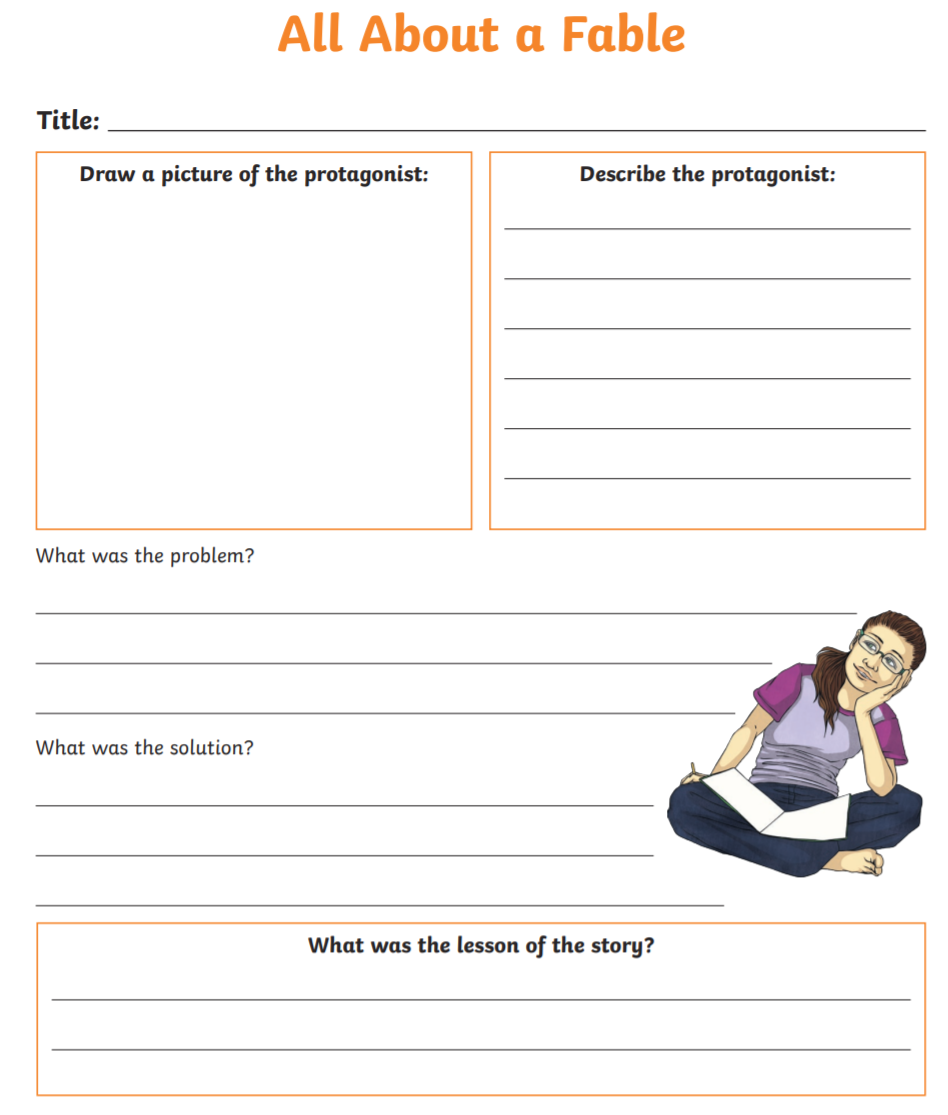 All About a Fable
Title:
Draw a picture of the protagonist:
Describe the protagonist:
What was the problem?
What was the solution?
What was the lesson of the story?